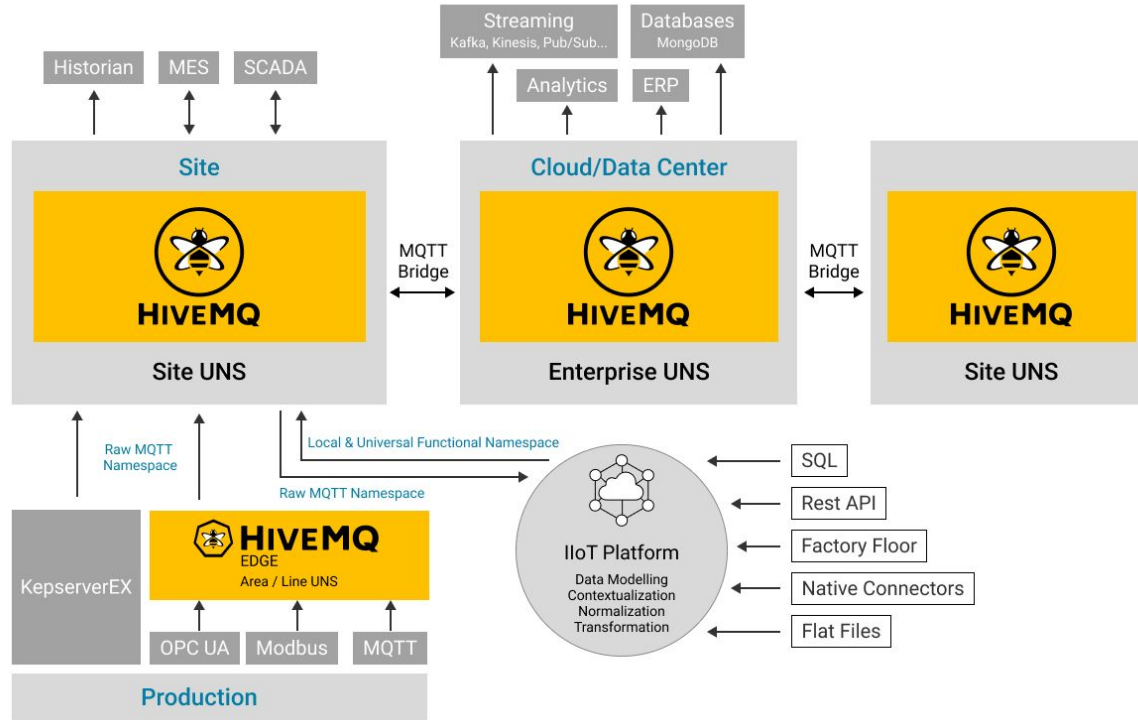 Streaming
Kafka, Kinesis, Pub/Sub...
Databases
MongoDB
Historian
MES
SCADA
Analytics
ERP
Site
HIVEMQ
Site UNS
MQTT
Bridge
Cloud/Data Center
HIVEMQ
Enterprise UNS
MQTT
Bridge
HIVEMQ
Site UNS
Raw MQTT
Namespace
Local & Universal Functional Namespace
Raw MQTT Namespace
KepserverEX
HIVEMQ
EDGE
Area / Line UNS
OPC UA
Modbus
MQTT
Production
IIoT Platform
Data Modelling
Contextualization
Normalization
Transformation
SQL
Rest API
Factory Floor
Native Connectors
Flat Files